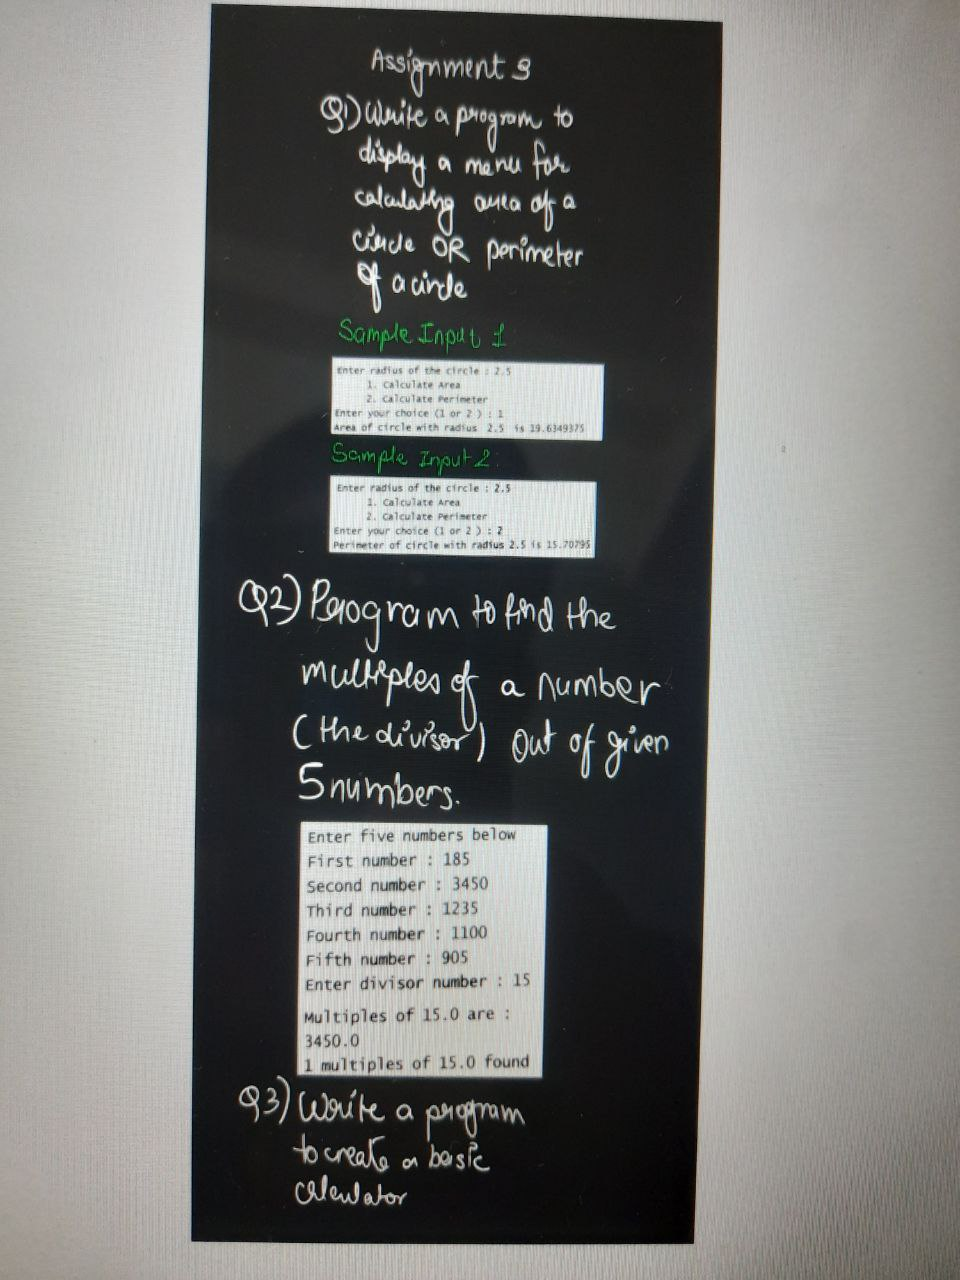 Assignment 3
Q1) Write a program to
display a menu for
calculating area of a
circle OR perimeter
of a circle
Sample Input 1
Enter radius of the circle : 2.5
1. Calculate Area
2. Calculate Perimeter
Enter your choice (1 or 2 ) : 1
Area of circle with radius 2.5 is 19.6349375
Sample Input 2
Enter radius of the circle : 2.5
1. Calculate Area
2. Calculate Perimeter
Enter your choice (1 or 2 ) : 2
Perimeter of circle with radius 2.5 is 15.70795
Q2) Program to find the
multiples of a number
(the divisor) out of given
5 numbers.
Enter five numbers below
First number : 185
Second number : 3450
Third number : 1235
Fourth number : 1100
Fifth number : 905
Enter divisor number : 15
Multiples of 15.0 are :
3450.0
1 multiples of 15.0 found
Q3) Write a program
to create a basic
calculator